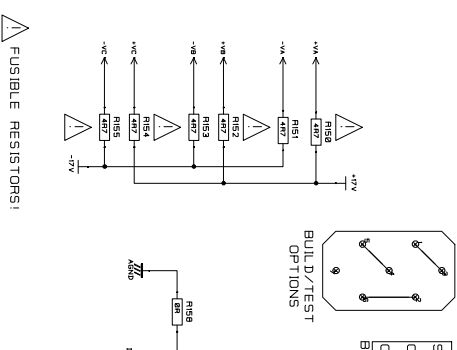 FUSIBLE RESISTORS!
-VC
+VC
-VB
+VB
-VA
+VA
R155
4R7
R154
4R7
R153
4R7
R152
4R7
R151
4R7
R150
4R7
-17V
+17V
BUILD/TEST
OPTIONS
AGND
R158
0R